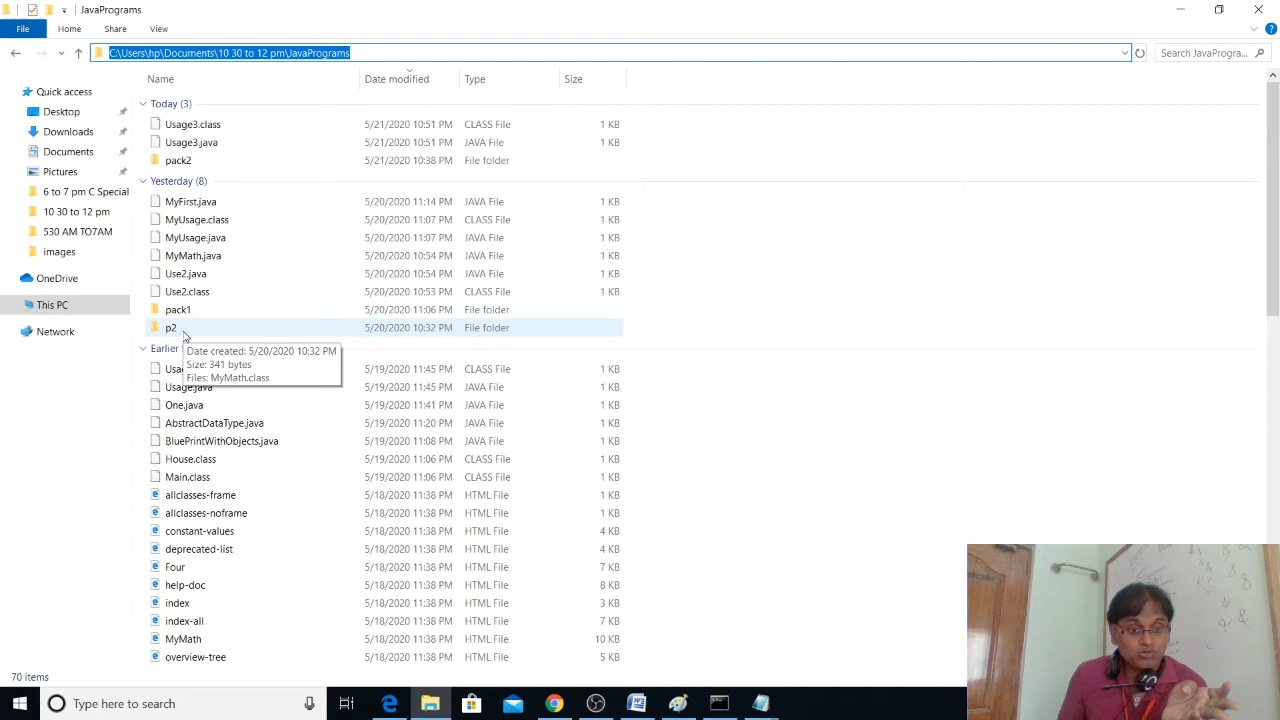 JavaPrograms
File Home Share View
C:\Users\hp\Documents\10 30 to 12 pm\JavaPrograms Search JavaProgra...
Name Date modified Type Size
Quick access
Desktop
Downloads
Documents
Pictures
6 to 7 pm C Special
10 30 to 12 pm
530 AM TO7AM
images
OneDrive
This PC
Network
Today (3)
Usage3.class 5/21/2020 10:51 PM CLASS File 1 KB
Usage3.java 5/21/2020 10:51 PM JAVA File 1 KB
pack2 5/21/2020 10:38 PM File folder
Yesterday (8)
MyFirst.java 5/20/2020 11:14 PM JAVA File 1 KB
MyUsage.class 5/20/2020 11:07 PM CLASS File 1 KB
MyUsage.java 5/20/2020 11:07 PM JAVA File 1 KB
MyMath.java 5/20/2020 10:54 PM JAVA File 1 KB
Use2.java 5/20/2020 10:54 PM JAVA File 1 KB
Use2.class 5/20/2020 10:53 PM CLASS File 1 KB
pack1 5/20/2020 11:06 PM File folder
p2 5/20/2020 10:32 PM File folder
Date created: 5/20/2020 10:32 PM
Size: 341 bytes
Files: MyMath.class
Earlier
5/19/2020 11:45 PM CLASS File 1 KB
Usage.java 5/19/2020 11:45 PM JAVA File 1 KB
One.java 5/19/2020 11:41 PM JAVA File 1 KB
AbstractDataType.java 5/19/2020 11:20 PM JAVA File 1 KB
BluePrintWithObjects.java 5/19/2020 11:08 PM JAVA File 1 KB
House.class 5/19/2020 11:06 PM CLASS File 1 KB
Main.class 5/19/2020 11:06 PM CLASS File 1 KB
allclasses-frame 5/18/2020 11:38 PM HTML File 1 KB
allclasses-noframe 5/18/2020 11:38 PM HTML File 1 KB
constant-values 5/18/2020 11:38 PM HTML File 4 KB
deprecated-list 5/18/2020 11:38 PM HTML File 4 KB
Four 5/18/2020 11:38 PM HTML File 7 KB
help-doc 5/18/2020 11:38 PM HTML File 8 KB
index 5/18/2020 11:38 PM HTML File 3 KB
index-all 5/18/2020 11:38 PM HTML File 7 KB
MyMath 5/18/2020 11:38 PM HTML File 10 KB
overview-tree 5/18/2020 11:38 PM HTML File 5 KB
70 items
Type here to search